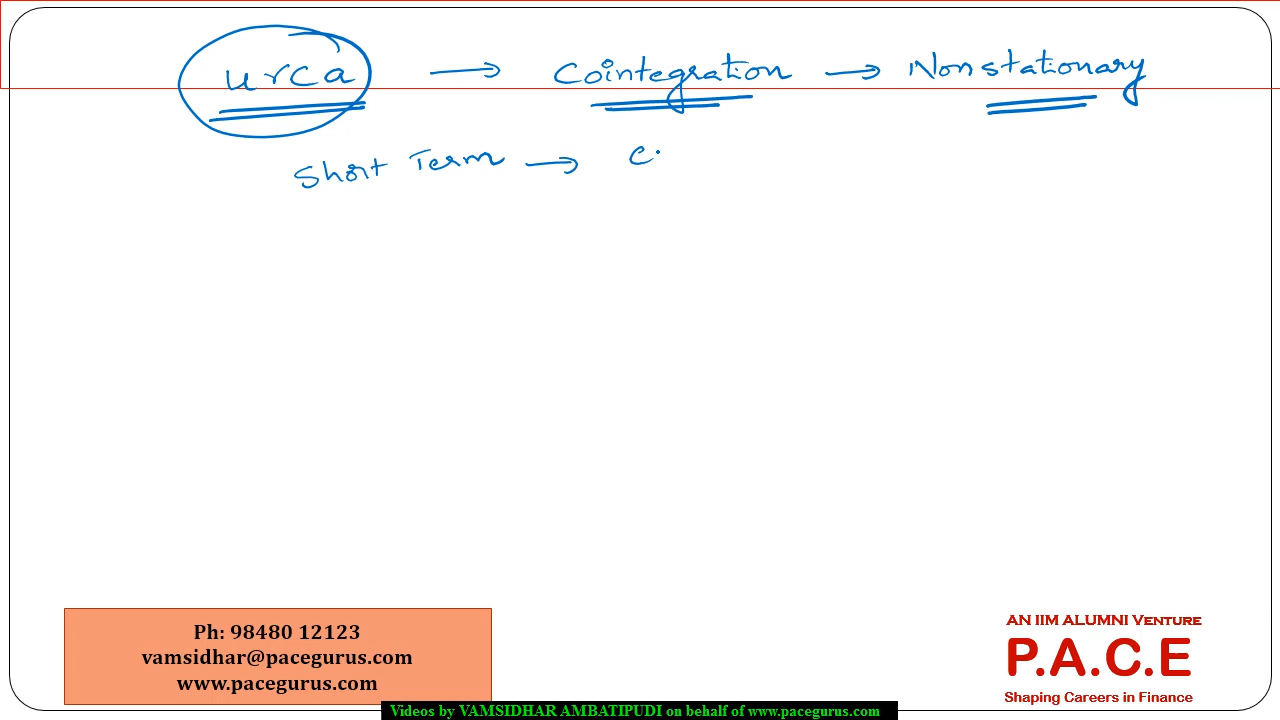 urca → Cointegration → Nonstationary
Short Term → C.
Ph: 98480 12123
vamsidhar@pacegurus.com
www.pacegurus.com
AN IIM ALUMNI VENTURE
P.A.C.E
Shaping Careers in Finance
Videos by VAMSIDHAR AMBATIPUDI on behalf of www.pacegurus.com